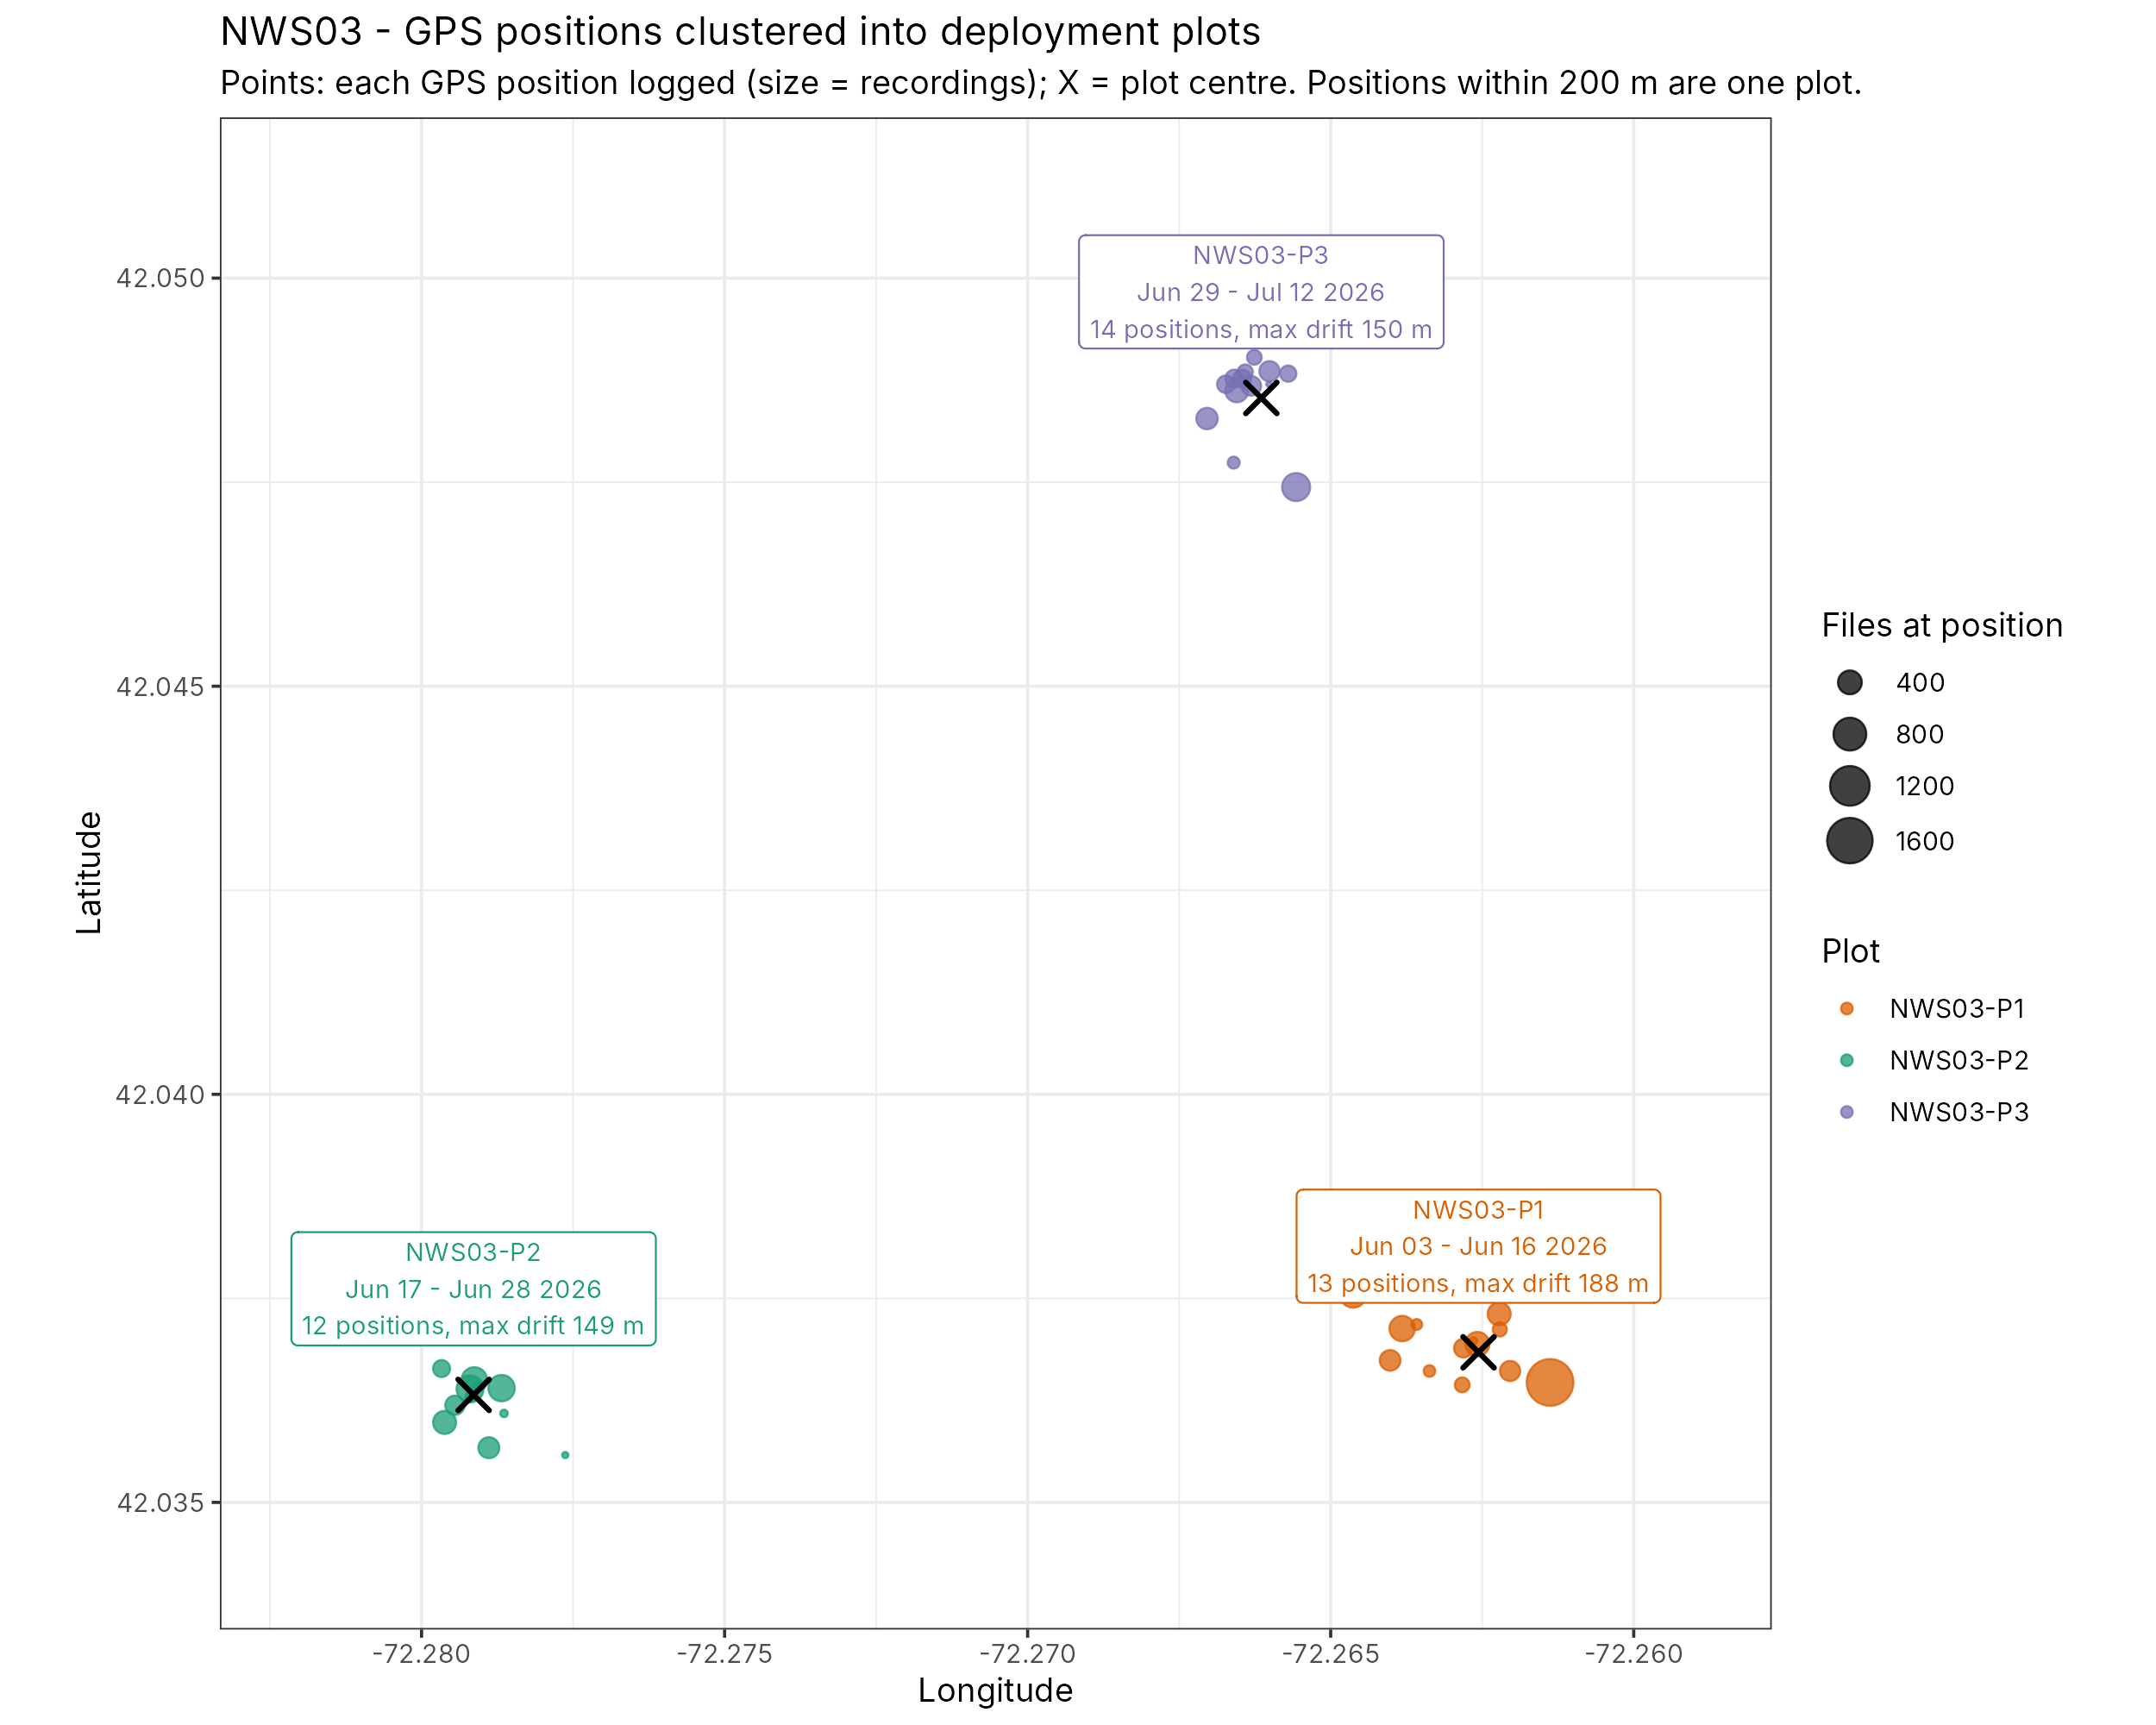 NWS03 - GPS positions clustered into deployment plots
Points: each GPS position logged (size = recordings); X = plot centre. Positions within 200 m are one plot.
42.050
42.045
42.040
42.035
Latitude
NWS03-P3
Jun 29 - Jul 12 2026
14 positions, max drift 150 m
NWS03-P2
Jun 17 - Jun 28 2026
12 positions, max drift 149 m
NWS03-P1
Jun 03 - Jun 16 2026
13 positions, max drift 188 m
-72.280
-72.275
-72.270
-72.265
-72.260
Longitude
Files at position
400
800
1200
1600
Plot
NWS03-P1
NWS03-P2
NWS03-P3